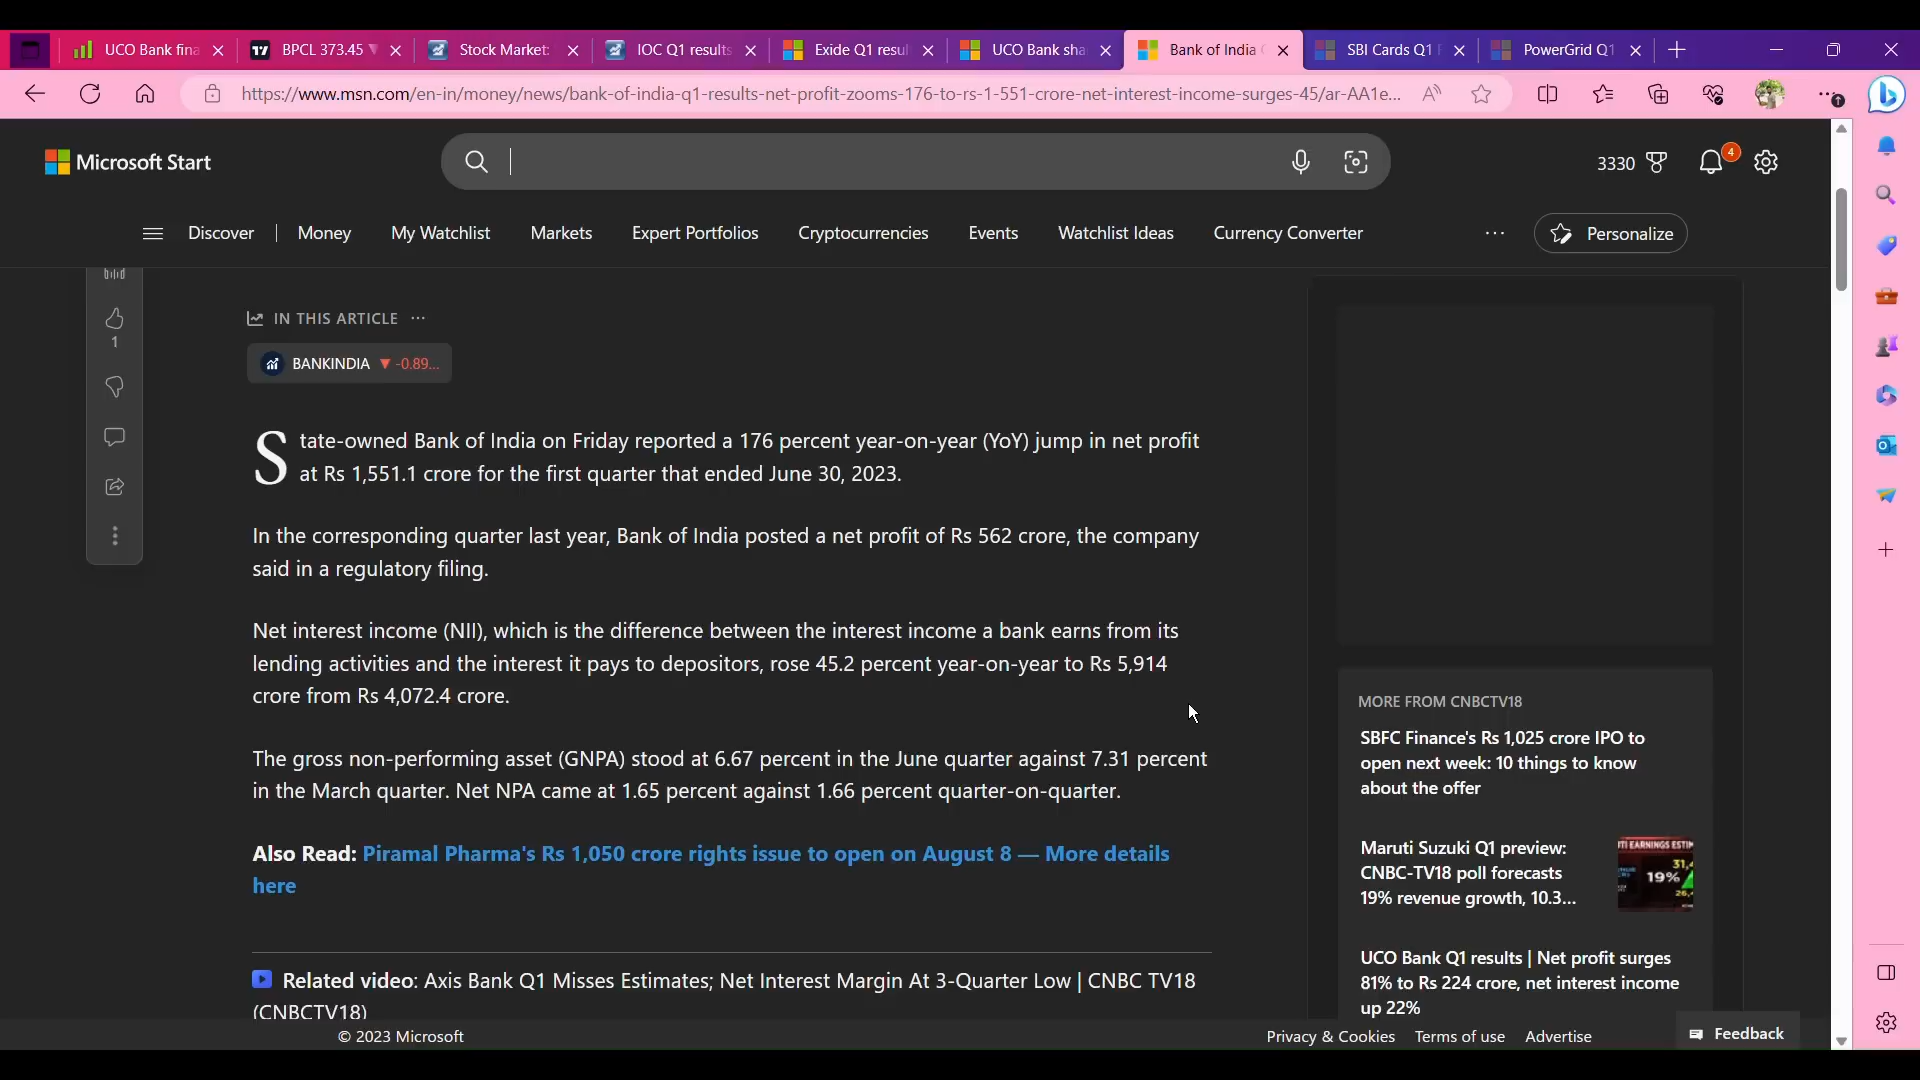 UCO Bank fina
BPCL 373.45
Stock Market:
IOC Q1 results
Exide Q1 resul
UCO Bank sha
Bank of India
SBI Cards Q1
PowerGrid Q1
https://www.msn.com/en-in/money/news/bank-of-india-q1-results-net-profit-zooms-176-to-rs-1-551-crore-net-interest-income-surges-45/ar-AA1e...
Microsoft Start
3330
4
Discover
Money
My Watchlist
Markets
Expert Portfolios
Cryptocurrencies
Events
Watchlist Ideas
Currency Converter
...
Personalize
1
IN THIS ARTICLE ...
BANKINDIA ▼ -0.89...
State-owned Bank of India on Friday reported a 176 percent year-on-year (YoY) jump in net profit
at Rs 1,551.1 crore for the first quarter that ended June 30, 2023.
In the corresponding quarter last year, Bank of India posted a net profit of Rs 562 crore, the company
said in a regulatory filing.
Net interest income (NII), which is the difference between the interest income a bank earns from its
lending activities and the interest it pays to depositors, rose 45.2 percent year-on-year to Rs 5,914
crore from Rs 4,072.4 crore.
The gross non-performing asset (GNPA) stood at 6.67 percent in the June quarter against 7.31 percent
in the March quarter. Net NPA came at 1.65 percent against 1.66 percent quarter-on-quarter.
Also Read: Piramal Pharma's Rs 1,050 crore rights issue to open on August 8 — More details
here
Related video: Axis Bank Q1 Misses Estimates; Net Interest Margin At 3-Quarter Low | CNBC TV18
(CNBCTV18)
MORE FROM CNBCTV18
SBFC Finance's Rs 1,025 crore IPO to
open next week: 10 things to know
about the offer
Maruti Suzuki Q1 preview:
CNBC-TV18 poll forecasts
19% revenue growth, 10.3...
19%
UCO Bank Q1 results | Net profit surges
81% to Rs 224 crore, net interest income
up 22%
© 2023 Microsoft
Privacy & Cookies
Terms of use
Advertise
Feedback